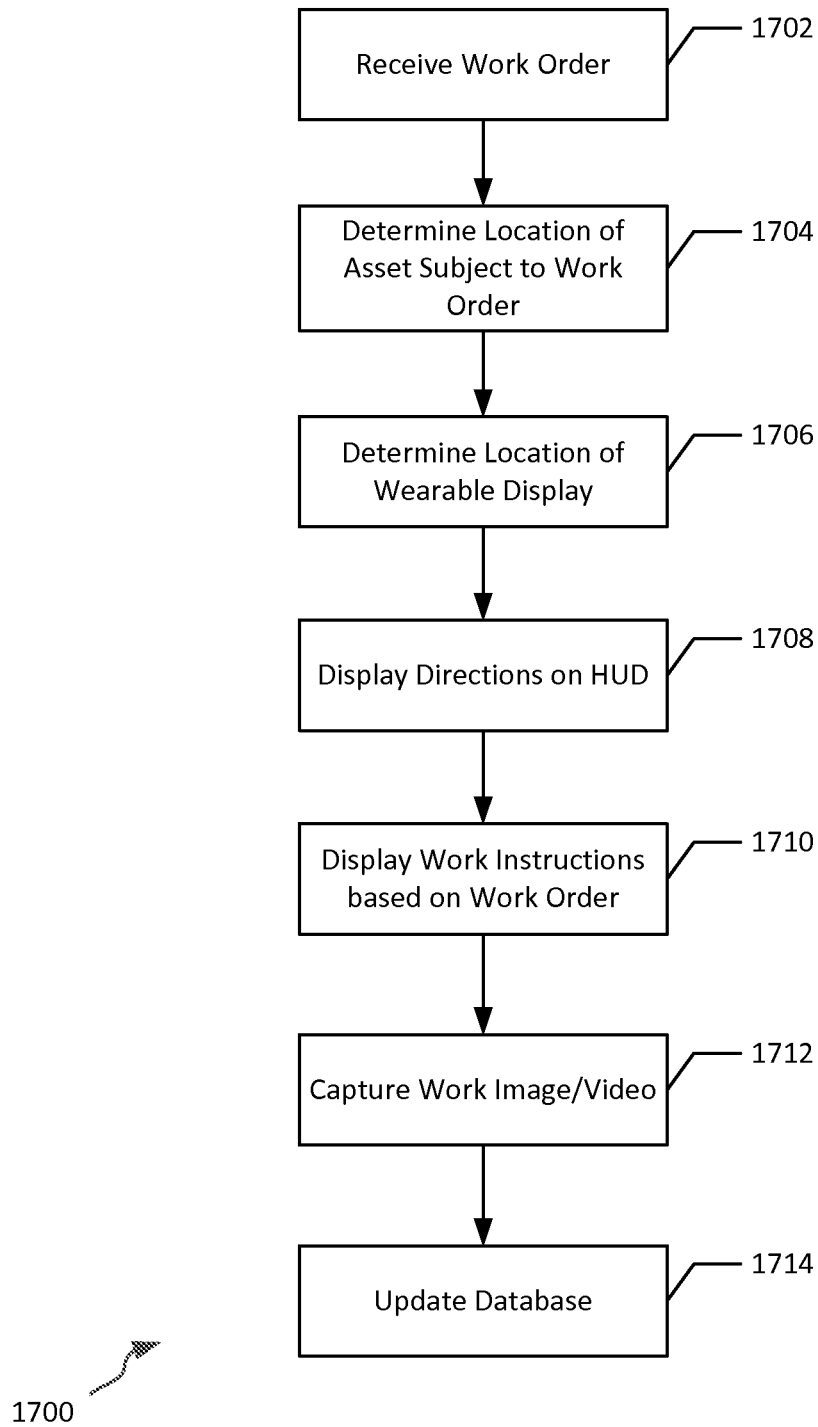 Receive Work Order
1702
Determine Location of
Asset Subject to Work
Order
1704
Determine Location of
Wearable Display
1706
Display Directions on HUD
1708
Display Work Instructions
based on Work Order
1710
Capture Work Image/Video
1712
Update Database
1714
1700